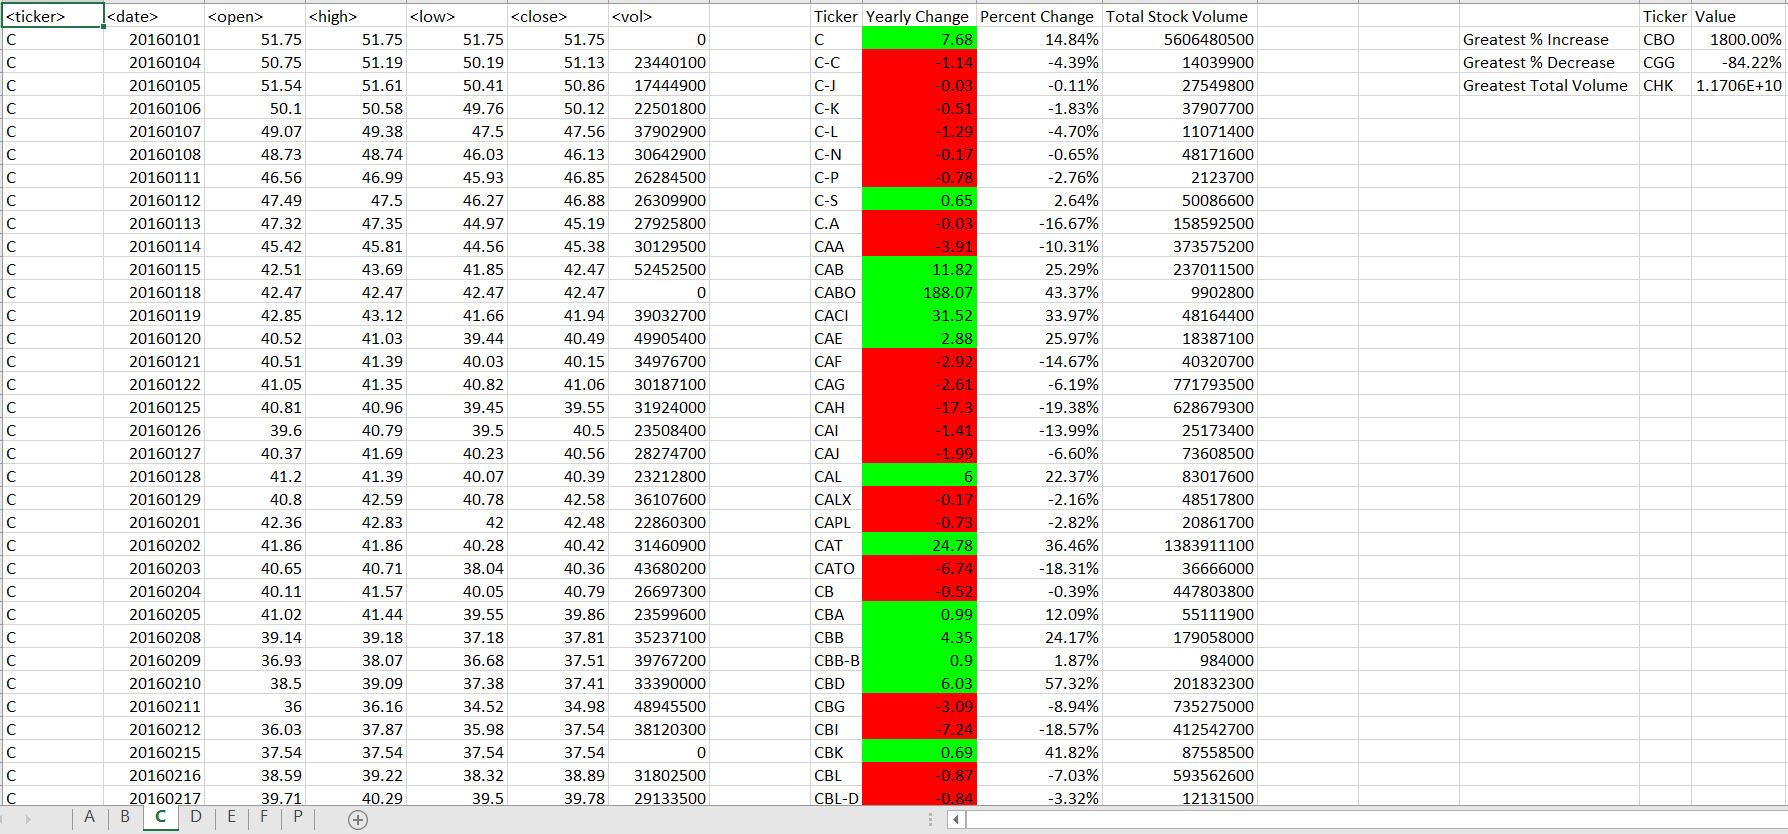 <ticker> <date> <open> <high> <low> <close> <vol> Ticker Yearly Change Percent Change Total Stock Volume Ticker Value
C 20160101 51.75 51.75 51.75 51.75 0 C 7.68 14.84% 5606480500 Greatest % Increase CBO 1800.00%
C 20160104 50.75 51.19 50.19 51.13 23440100 C-C -1.14 -4.39% 14039900 Greatest % Decrease CGG -84.22%
C 20160105 51.54 51.61 50.41 50.86 17444900 C-J -0.03 -0.11% 27549800 Greatest Total Volume CHK 1.1706E+10
C 20160106 50.1 50.58 49.76 50.12 22501800 C-K -0.51 -1.83% 37907700
C 20160107 49.07 49.38 47.5 47.56 37902900 C-L -1.29 -4.70% 11071400
C 20160108 48.73 48.74 46.03 46.13 30642900 C-N -0.17 -0.65% 48171600
C 20160111 46.56 46.99 45.93 46.85 26284500 C-P -0.78 -2.76% 2123700
C 20160112 47.49 47.5 46.27 46.88 26309900 C-S 0.65 2.64% 50086600
C 20160113 47.32 47.35 44.97 45.19 27925800 C.A -0.03 -16.67% 158592500
C 20160114 45.42 45.81 44.56 45.38 30129500 CAA -3.91 -10.31% 373575200
C 20160115 42.51 43.69 41.85 42.47 52452500 CAB 11.82 25.29% 237011500
C 20160118 42.47 42.47 42.47 42.47 0 CABO 188.07 43.37% 9902800
C 20160119 42.85 43.12 41.66 41.94 39032700 CACI 31.52 33.97% 48164400
C 20160120 40.52 41.03 39.44 40.49 49905400 CAE 2.88 25.97% 18387100
C 20160121 40.51 41.39 40.03 40.15 34976700 CAF -2.92 -14.67% 40320700
C 20160122 41.05 41.35 40.82 41.06 30187100 CAG -2.61 -6.19% 771793500
C 20160125 40.81 40.96 39.45 39.55 31924000 CAH -17.3 -19.38% 628679300
C 20160126 39.6 40.79 39.5 40.5 23508400 CAI -1.41 -13.99% 25173400
C 20160127 40.37 41.69 40.23 40.56 28274700 CAJ -1.99 -6.60% 73608500
C 20160128 41.2 41.39 40.07 40.39 23212800 CAL 6 22.37% 83017600
C 20160129 40.8 42.59 40.78 42.58 36107600 CALX -0.17 -2.16% 48517800
C 20160201 42.36 42.83 42 42.48 22860300 CAPL -0.73 -2.82% 20861700
C 20160202 41.86 41.86 40.28 40.42 31460900 CAT 24.78 36.46% 1383911100
C 20160203 40.65 40.71 38.04 40.36 43680200 CATO -6.74 -18.31% 36666000
C 20160204 40.11 41.57 40.05 40.79 26697300 CB -0.52 -0.39% 447803800
C 20160205 41.02 41.44 39.55 39.86 23599600 CBA 0.99 12.09% 55111900
C 20160208 39.14 39.18 37.18 37.81 35237100 CBB 4.35 24.17% 179058000
C 20160209 36.93 38.07 36.68 37.51 39767200 CBB-B 0.9 1.87% 984000
C 20160210 38.5 39.09 37.38 37.41 33390000 CBD 6.03 57.32% 201832300
C 20160211 36 36.16 34.52 34.98 48945500 CBG -3.09 -8.94% 735275000
C 20160212 36.03 37.87 35.98 37.54 38120300 CBI -7.24 -18.57% 412542700
C 20160215 37.54 37.54 37.54 37.54 0 CBK 0.69 41.82% 87558500
C 20160216 38.59 39.22 38.32 38.89 31802500 CBL -0.87 -7.03% 593562600
C 20160217 39.71 40.29 39.5 39.78 29133500 CBL-D -0.84 -3.32% 12131500
A B C D E F P